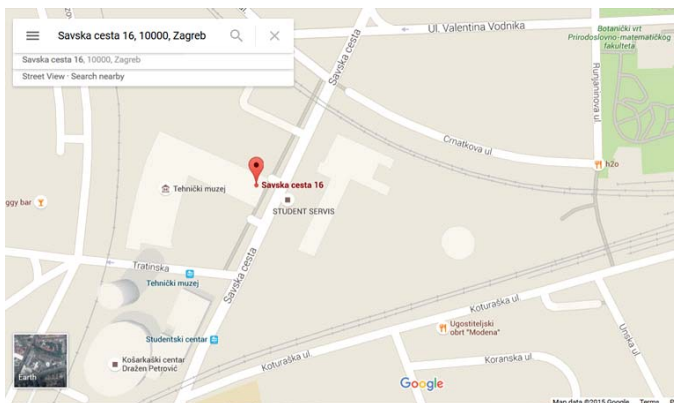 Savska cesta 16, 10000, Zagreb
Savska cesta 16, 10000, Zagreb
Street View · Search nearby
Ul. Valentina Vodnika
Botanički vrt
Prirodoslovno-matematičkog
fakulteta
Savska cesta
Runjaninova ul
Crnatkova ul
h2o
Tehnički muzej
Savska cesta 16
STUDENT SERVIS
ggy bar
Tratinska
Tehnički muzej
Savska cesta
Koturaška ul
Studentski centar
Ugostiteljski
obrt "Modena"
Unska ul
Košarkaški centar
Dražen Petrović
Koturaška ul
Koranska ul
Earth
Google
Map data ©2015 Google Terms